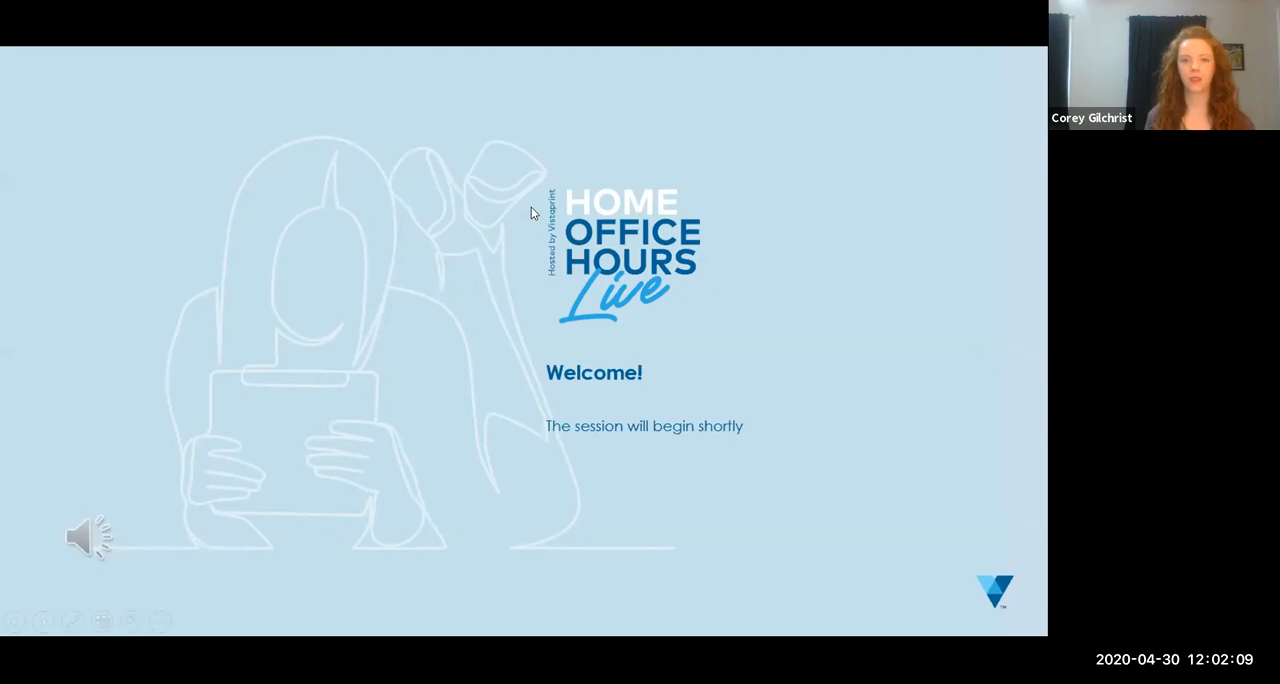 Corey Gilchrist
Hosted by Vistaprint
HOME
OFFICE
HOURS
Live
Welcome!
The session will begin shortly
TM
2020-04-30 12:02:09